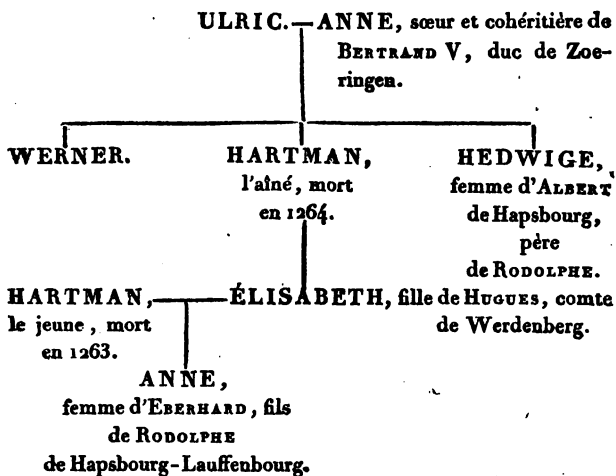 ULRIC. — ANNE, sœur et cohéritière de
BERTRAND V, duc de Zoe-
ringen.
WERNER.
HARTMAN,
l'aîné, mort
en 1264.
HEDWIGE,
femme d'ALBERT
de Hapsbourg,
père
de RODOLPHE.
HARTMAN,
le jeune, mort
en 1263.
ÉLISABETH, fille de HUGUES, comte
de Werdenberg.
ANNE,
femme d'EBERHARD, fils
de RODOLPHE
de Hapsbourg-Lauffenbourg.